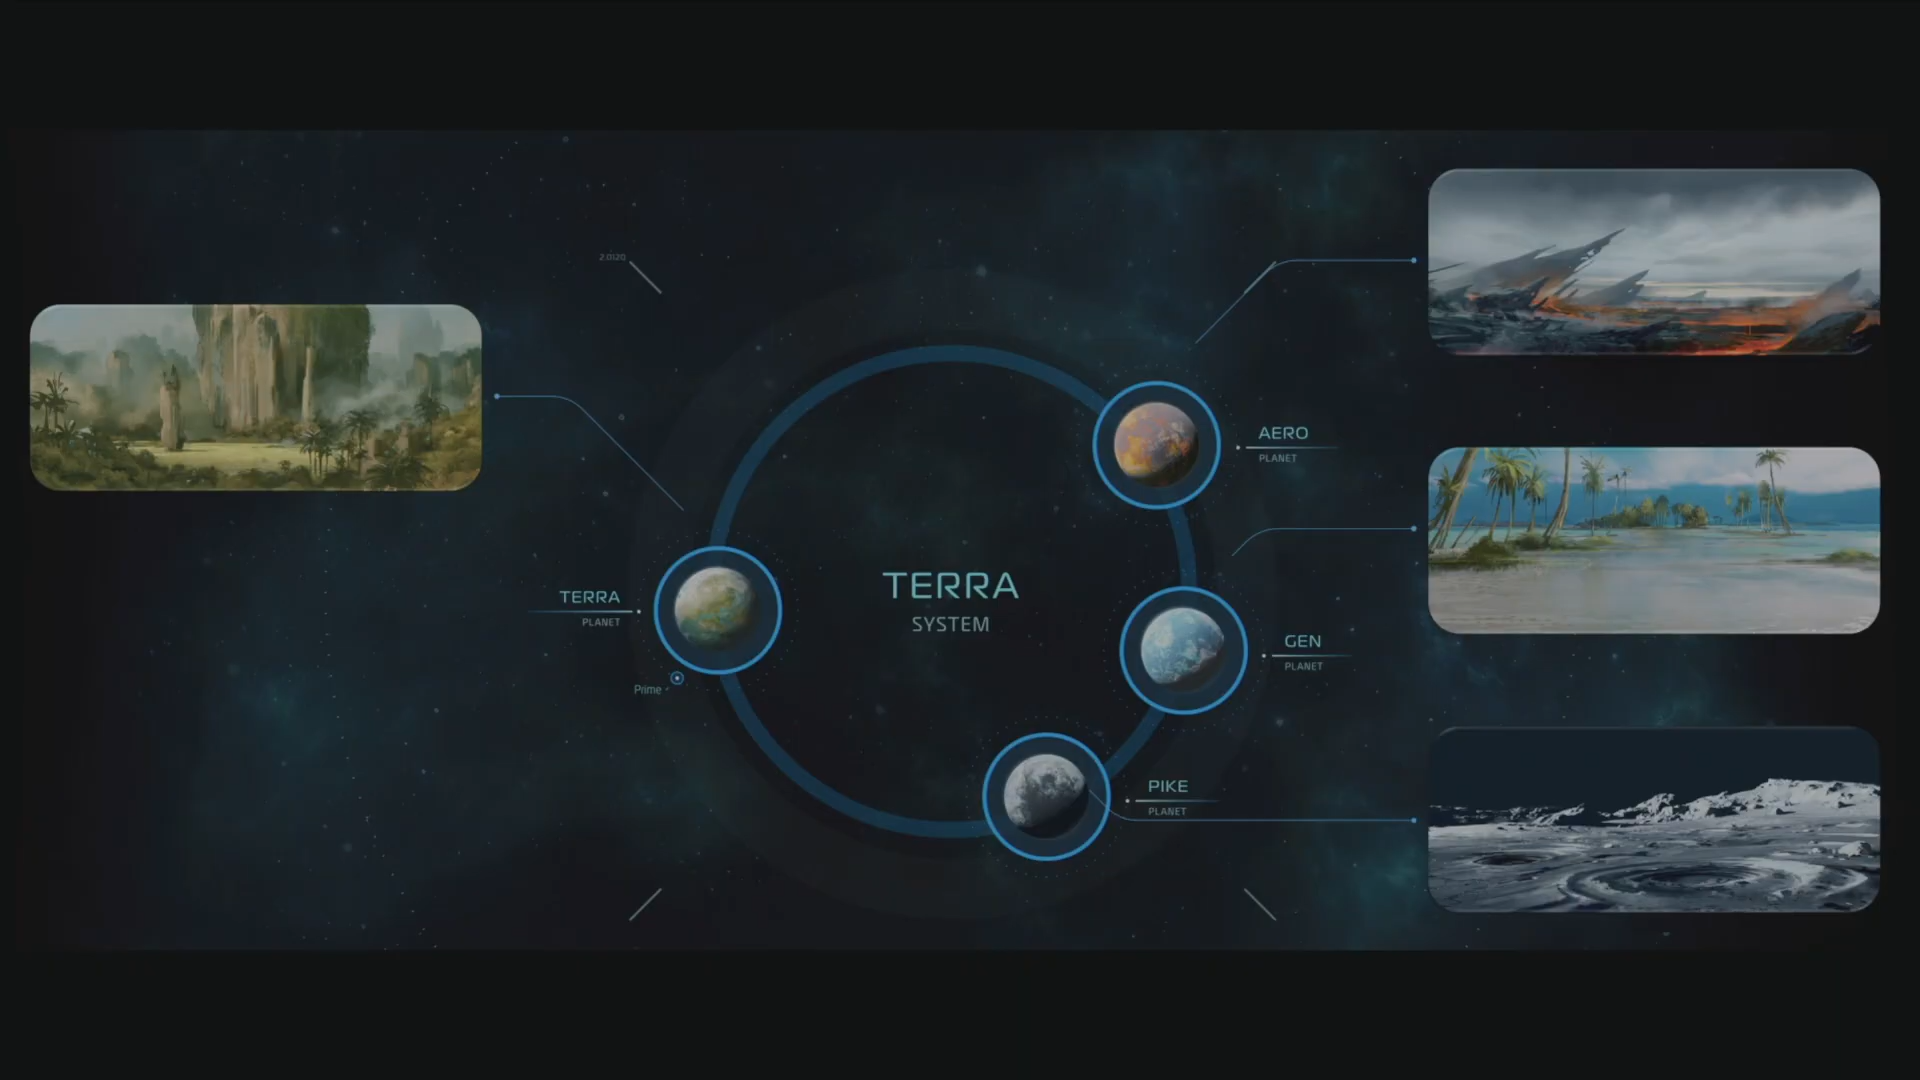 2.0120
AERO
PLANET
TERRA
SYSTEM
TERRA
PLANET
GEN
PLANET
Prime
PIKE
PLANET